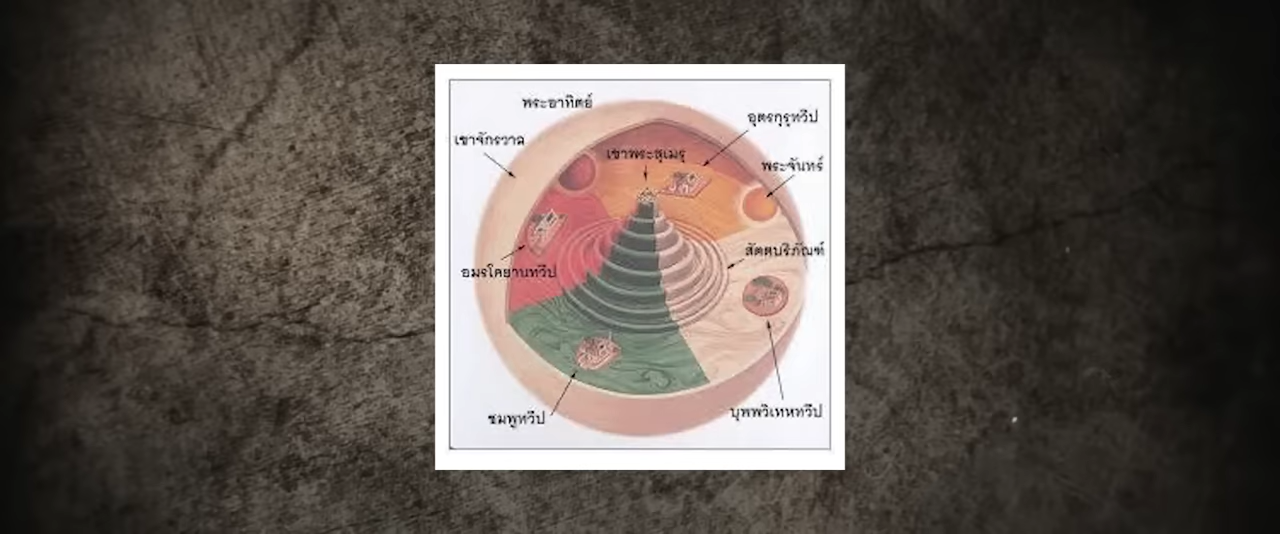 พระอาทิตย์
อุตรกุรุทวีป
เขาจักรวาล
เขาพระสุเมรุ
พระจันทร์
สัตตบริภัณฑ์
อมรโคยานทวีป
บุพพวิเทหทวีป
ชมพูทวีป